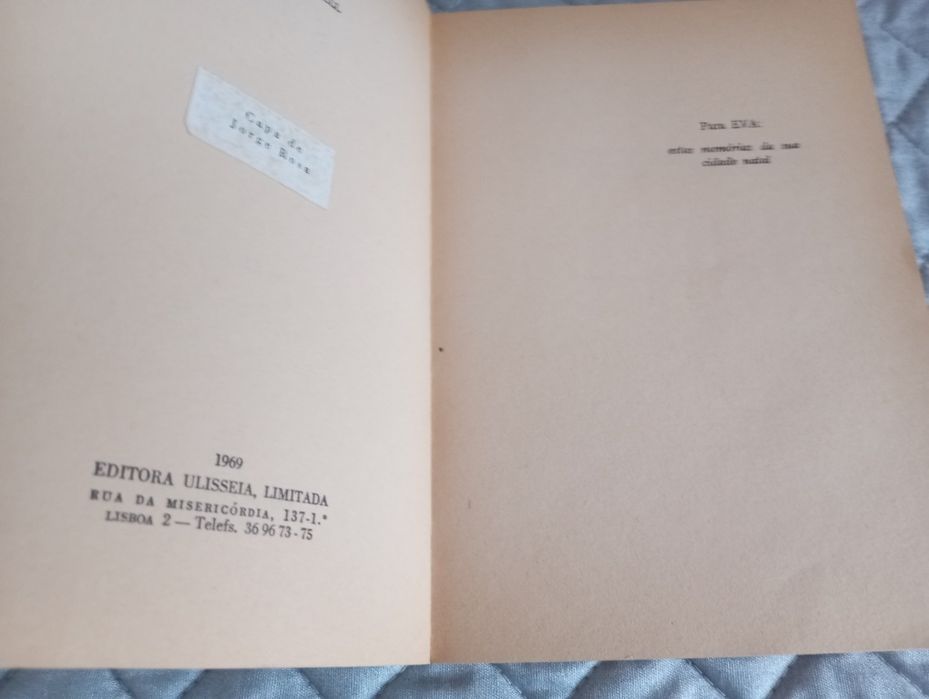 Capa de
Jorge Rosa
1969
EDITORA ULISSEIA, LIMITADA
RUA DA MISERICÓRDIA, 137-1.°
LISBOA 2 — Telefs. 36 96 73 - 75
Para EVA:
estas memórias da sua
cidade natal